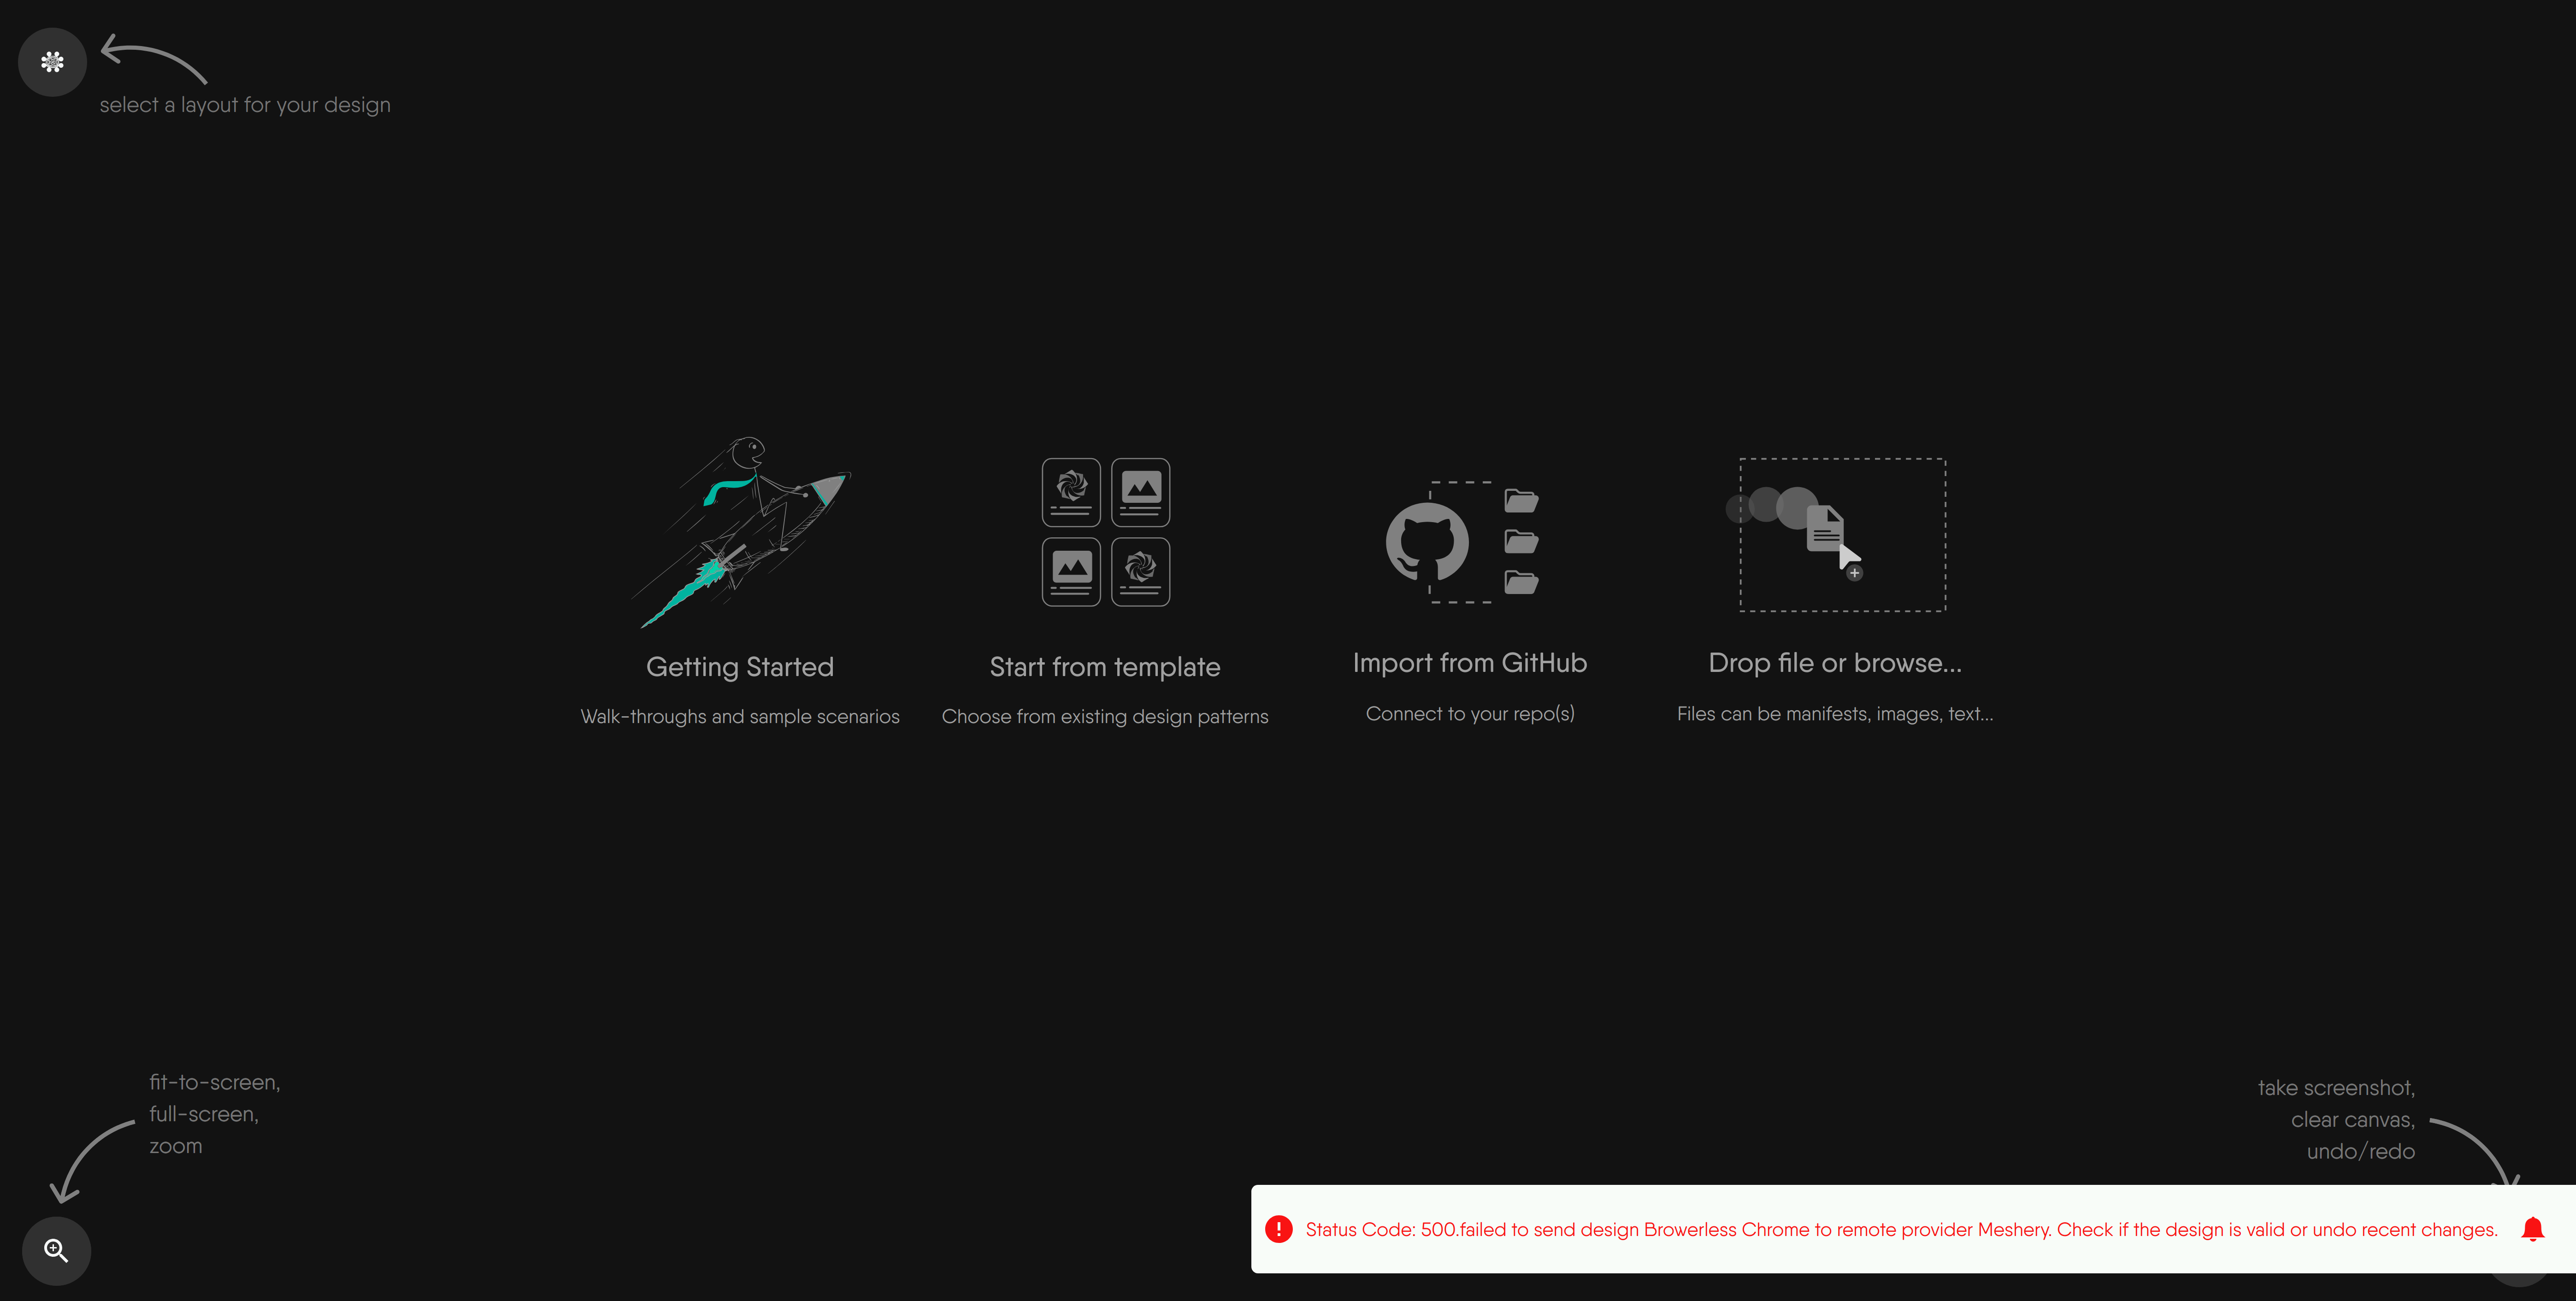 select a layout for your design
Getting Started
Walk-throughs and sample scenarios
Start from template
Choose from existing design patterns
Import from GitHub
Connect to your repo(s)
Drop file or browse...
Files can be manifests, images, text...
fit-to-screen,
full-screen,
zoom
take screenshot,
clear canvas,
undo/redo
Status Code: 500.failed to send design Browerless Chrome to remote provider Meshery. Check if the design is valid or undo recent changes.